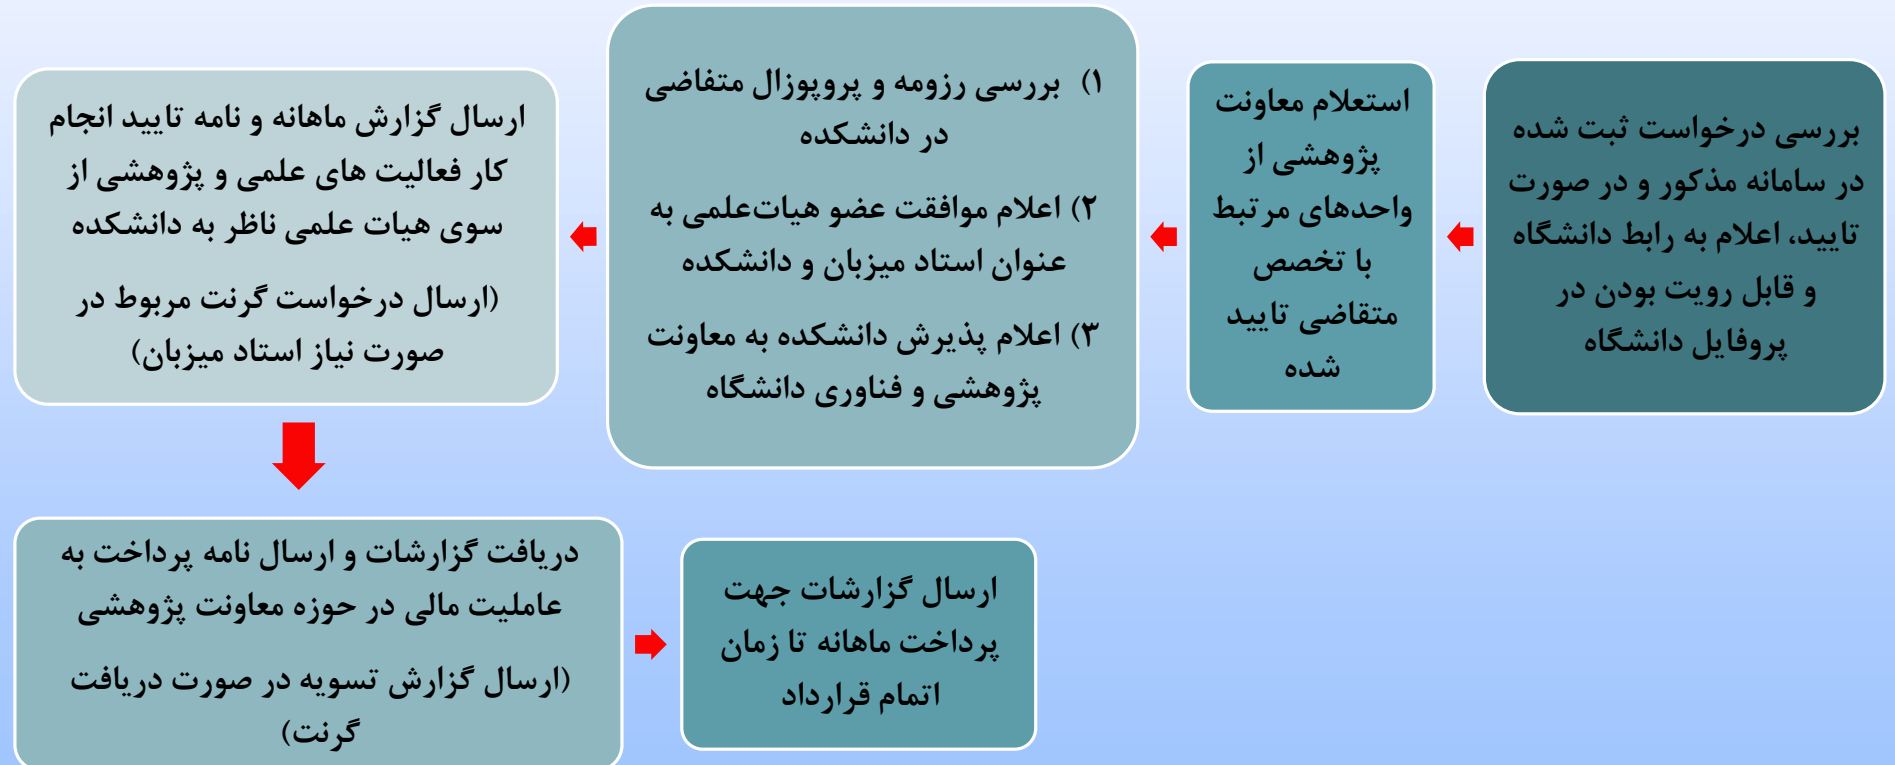 بررسی درخواست ثبت شده
در سامانه مذکور و در صورت
تایید، اعلام به رابط دانشگاه
و قابل رویت بودن در
پروفایل دانشگاه
استعلام معاونت
پژوهشی از
واحدهای مرتبط
با تخصص
متقاضی تایید
شده
۱) بررسی رزومه و پروپوزال متفاضی
در دانشکده
۲) اعلام موافقت عضو هیات‌علمی به
عنوان استاد میزبان و دانشکده
۳) اعلام پذیرش دانشکده به معاونت
پژوهشی و فناوری دانشگاه
ارسال گزارش ماهانه و نامه تایید انجام
کار فعالیت های علمی و پژوهشی از
سوی هیات علمی ناظر به دانشکده
(ارسال درخواست گرنت مربوط در
صورت نیاز استاد میزبان)
دریافت گزارشات و ارسال نامه پرداخت به
عاملیت مالی در حوزه معاونت پژوهشی
(ارسال گزارش تسویه در صورت دریافت
گرنت)
ارسال گزارشات جهت
پرداخت ماهانه تا زمان
اتمام قرارداد